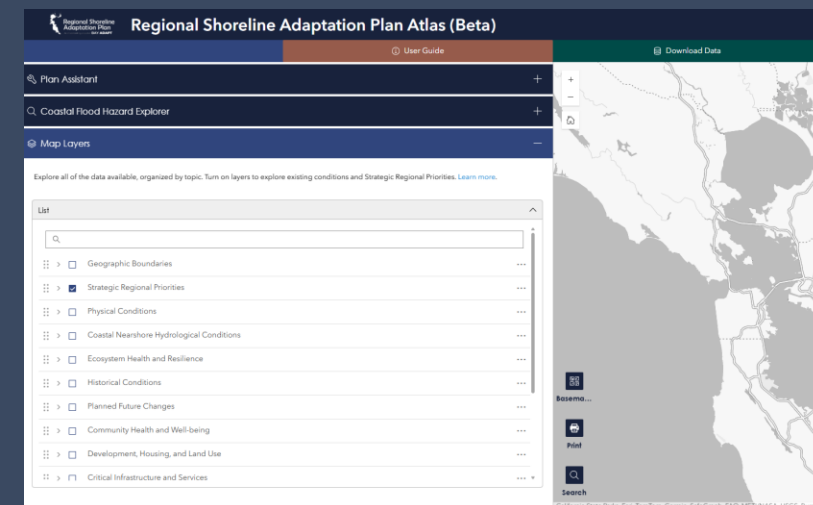 Regional Shoreline
Adaptation Plan
BAY ADAPT
Regional Shoreline Adaptation Plan Atlas (Beta)
User Guide
Download Data
Plan Assistant
Coastal Flood Hazard Explorer
Map Layers
Explore all of the data available, organized by topic. Turn on layers to explore existing conditions and Strategic Regional Priorities. Learn more.
List
Geographic Boundaries
Strategic Regional Priorities
Physical Conditions
Coastal Nearshore Hydrological Conditions
Ecosystem Health and Resilience
Historical Conditions
Planned Future Changes
Community Health and Well-being
Development, Housing, and Land Use
Critical Infrastructure and Services
Basema...
Print
Search